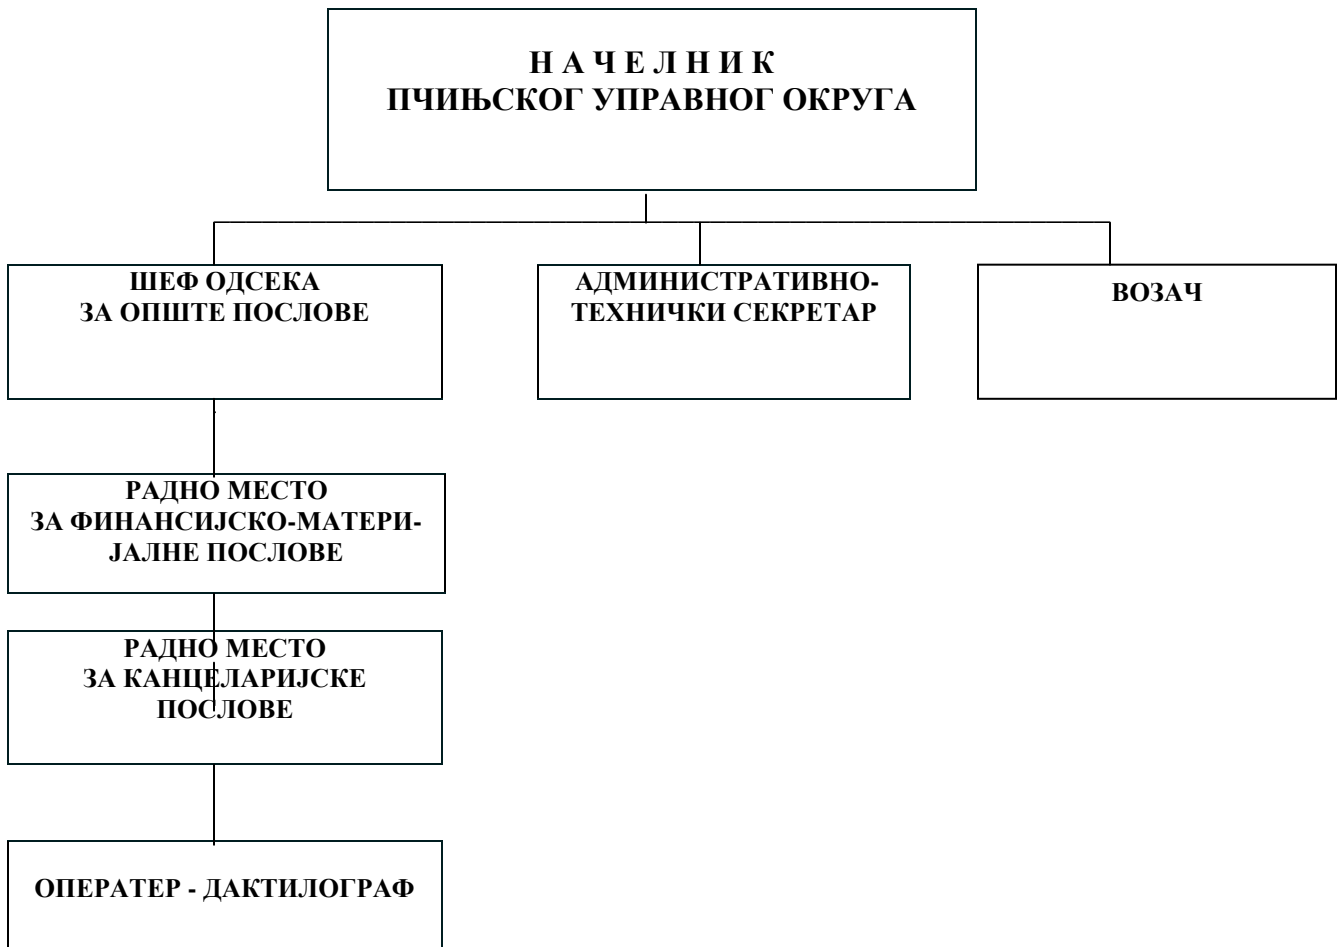 Н А Ч Е Л Н И К
ПЧИЊСКОГ УПРАВНОГ ОКРУГА
ШЕФ ОДСЕКА
ЗА ОПШТЕ ПОСЛОВЕ
АДМИНИСТРАТИВНО-
ТЕХНИЧКИ СЕКРЕТАР
ВОЗАЧ
РАДНО МЕСТО
ЗА ФИНАНСИЈСКО-МАТЕРИ-
ЈАЛНЕ ПОСЛОВЕ
РАДНО МЕСТО
ЗА КАНЦЕЛАРИЈСКЕ
ПОСЛОВЕ
ОПЕРАТЕР - ДАКТИЛОГРАФ